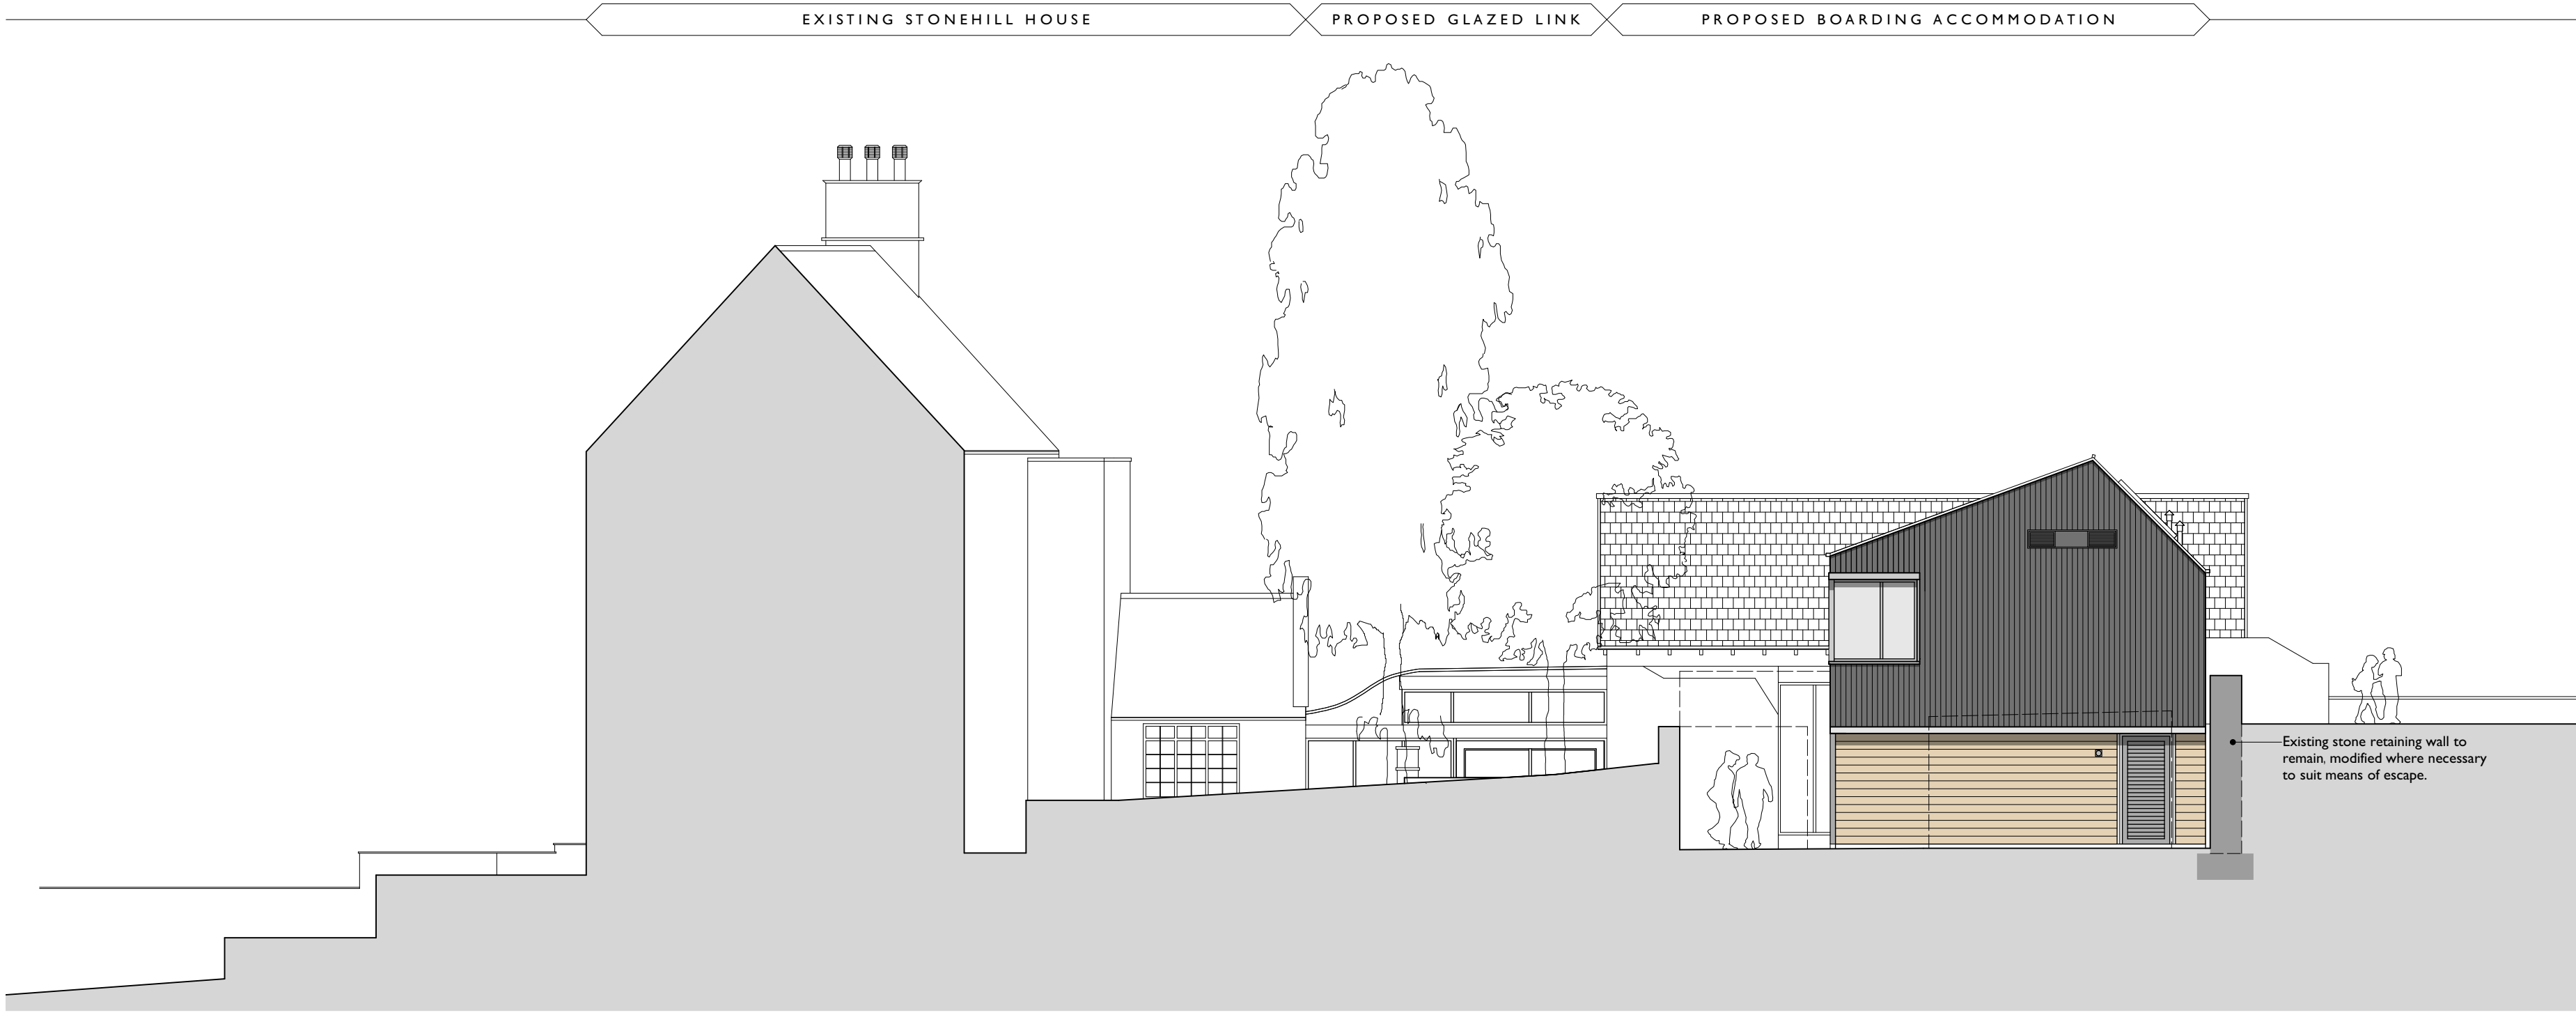 EXISTING STONEHILL HOUSE
PROPOSED GLAZED LINK
PROPOSED BOARDING ACCOMMODATION
Existing stone retaining wall to
remain, modified where necessary
to suit means of escape.